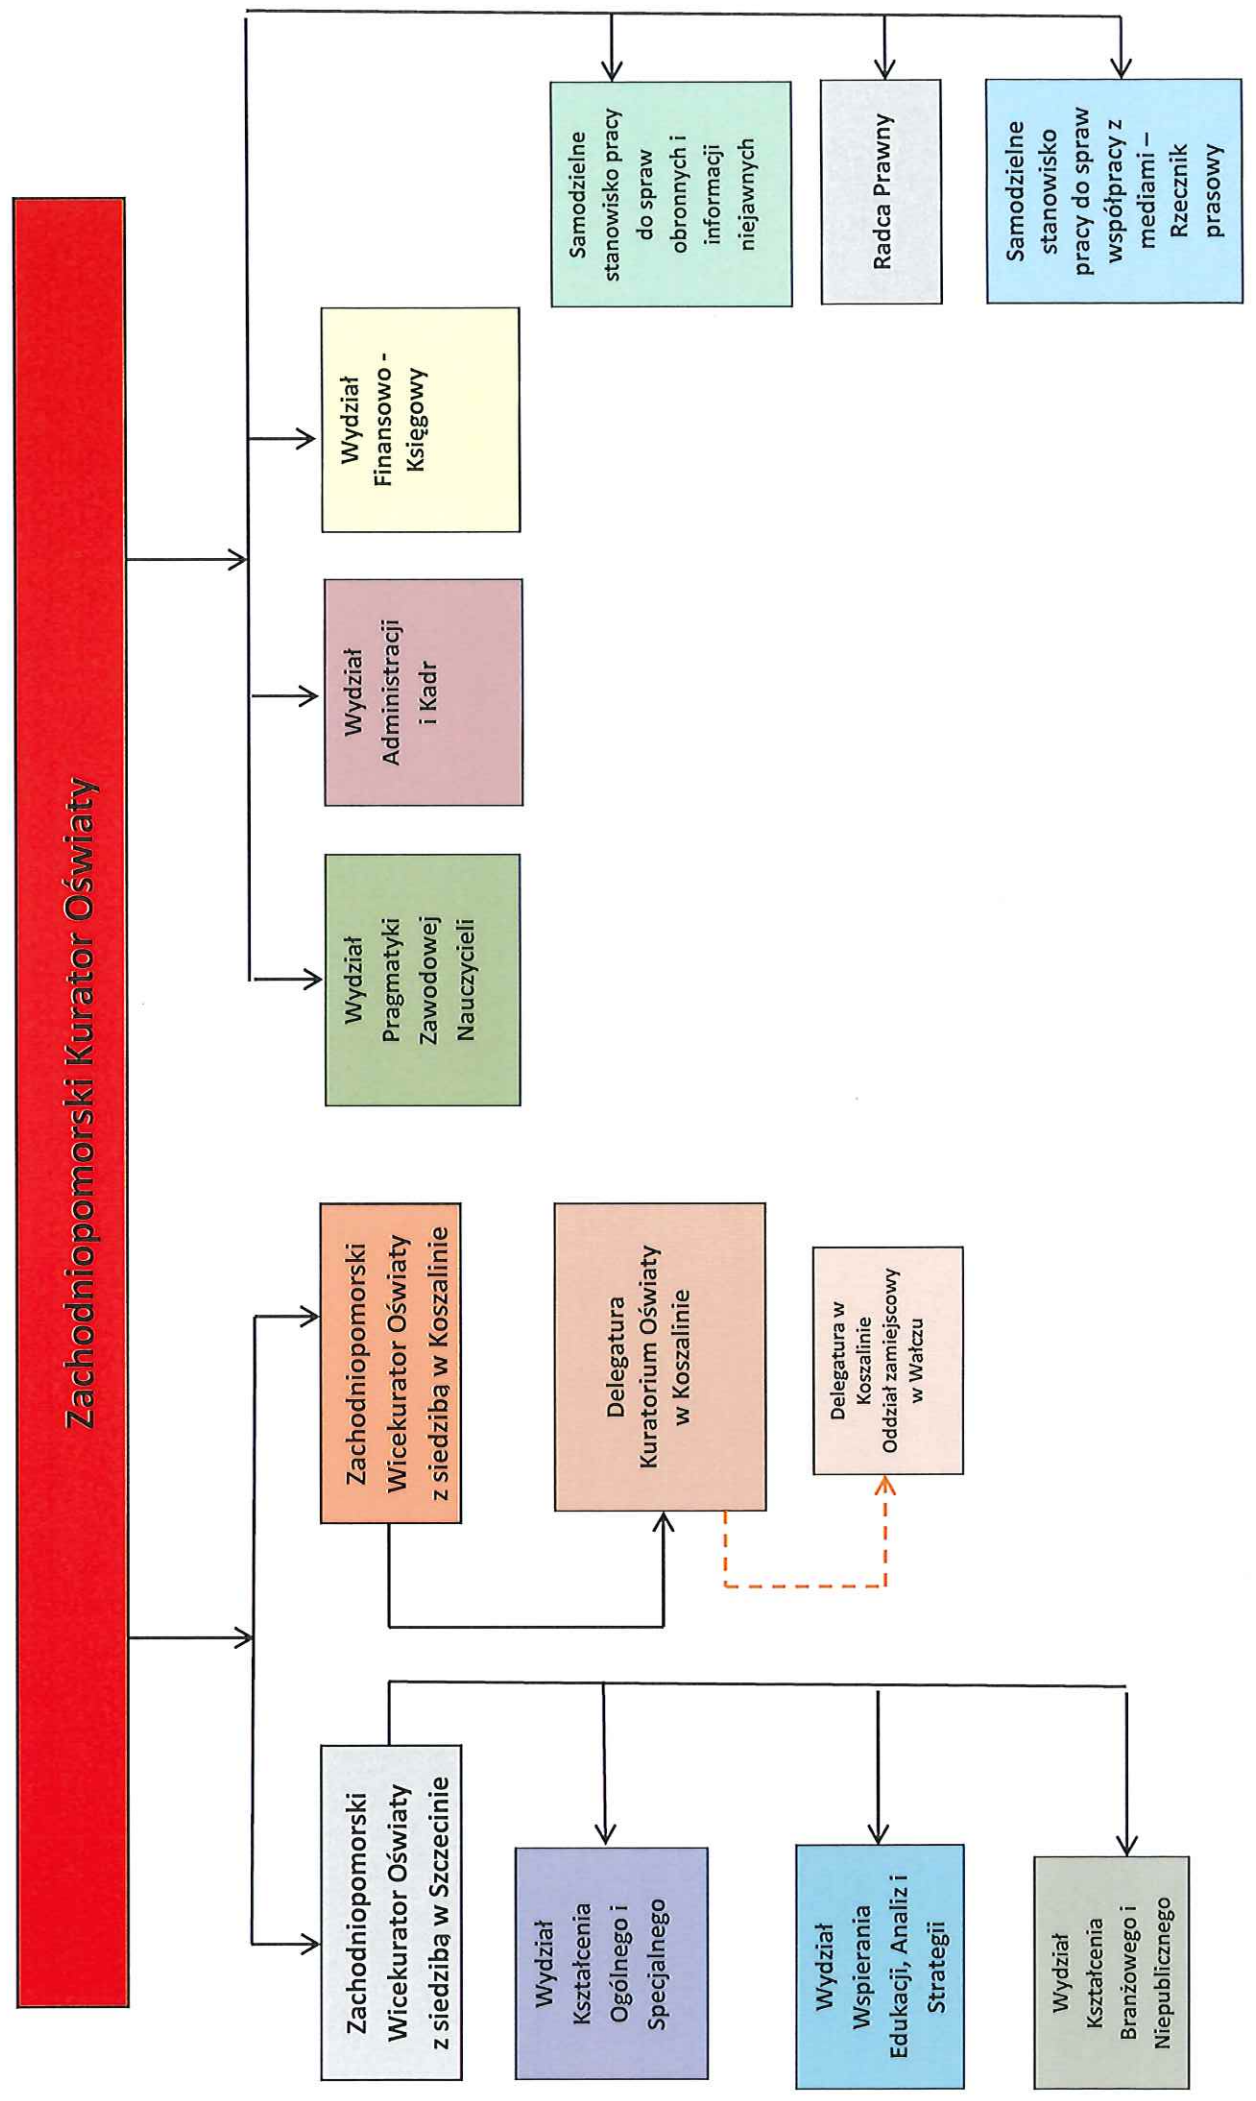 Zachodniopomorski Kurator Oświaty
Zachodniopomorski
Wicekurator Oświaty
z siedzibą w Szczecinie
Wydział
Kształcenia
Ogólnego i
Specjalnego
Wydział
Wspierania
Edukacji, Analiz i
Strategii
Wydział
Kształcenia
Branżowego i
Niepublicznego
Zachodniopomorski
Wicekurator Oświaty
z siedzibą w Koszalinie
Delegatura
Kuratorium Oświaty
w Koszalinie
Delegatura w
Koszalinie
Oddział zamiejscowy
w Wałczu
Wydział
Pragmatyki
Zawodowej
Nauczycieli
Wydział
Administracji
i Kadr
Wydział
Finansowo -
Księgowy
Samodzielne
stanowisko pracy
do spraw
obronnych i
informacji
niejawnych
Radca Prawny
Samodzielne
stanowisko
pracy do spraw
współpracy z
mediami –
Rzecznik
prasowy